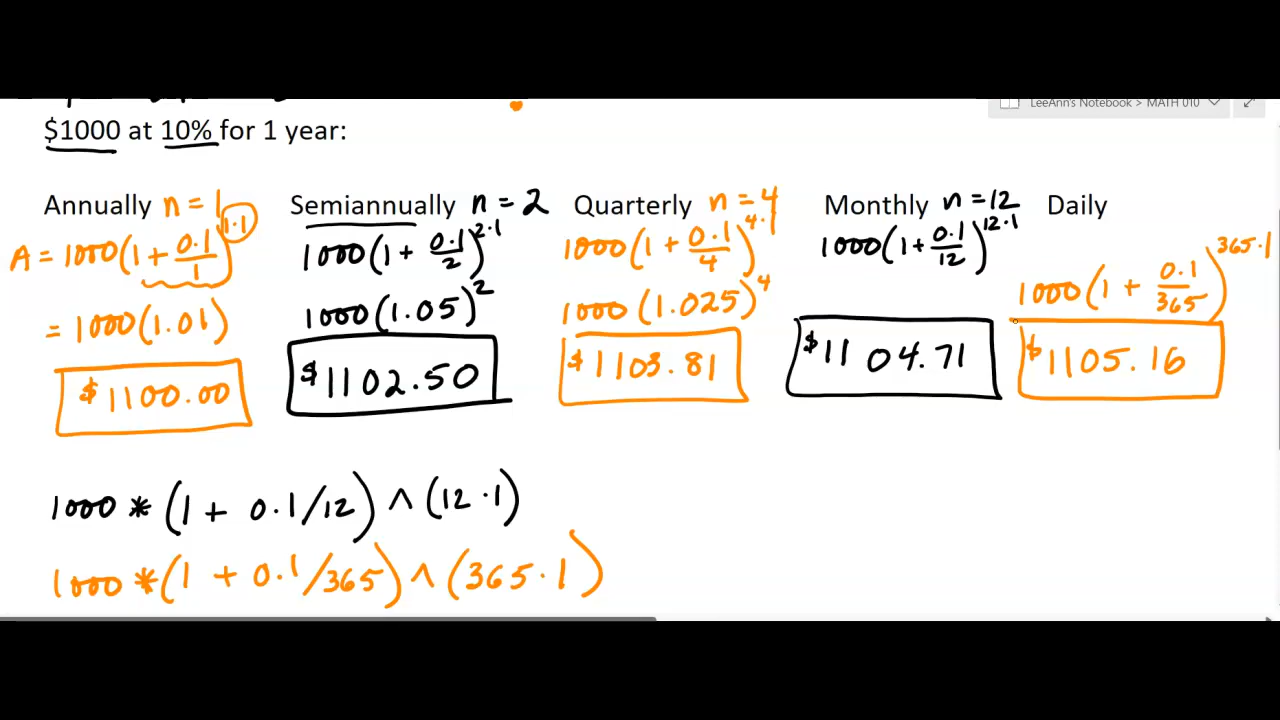 LeeAnn's Notebook > MATH 010
$1000 at 10% for 1 year:
Annually n = 1
A = 1000(1 + 0.1/1)^1·1
= 1000(1.01)
$1100.00
Semiannually n = 2
1000(1 + 0.1/2)^2·1
1000(1.05)^2
$1102.50
Quarterly n = 4
1000(1 + 0.1/4)^4·1
1000(1.025)^4
$1103.81
Monthly n = 12
1000(1 + 0.1/12)^12·1
$1104.71
Daily
1000(1 + 0.1/365)^365·1
$1105.16
1000 * (1 + 0.1/12) ^ (12·1)
1000 * (1 + 0.1/365) ^ (365·1)